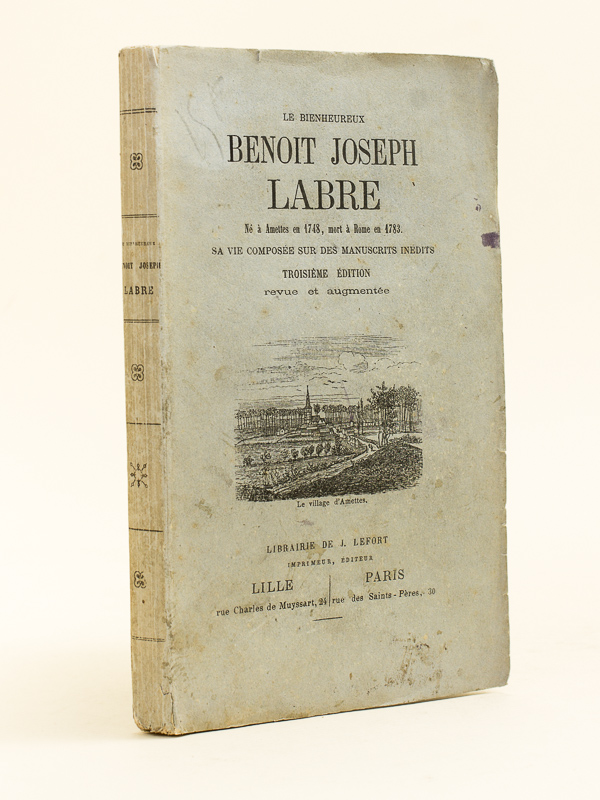 LE BIENHEUREUX
BENOIT JOSEPH
LABRE
Né à Amettes en 1748, mort à Rome en 1783.
SA VIE COMPOSÉE SUR DES MANUSCRITS INÉDITS
TROISIÈME ÉDITION
revue et augmentée
Le village d'Amettes.
LIBRAIRIE DE J. LEFORT
IMPRIMEUR, ÉDITEUR
LILLE PARIS
rue Charles de Muyssart, 24 rue des Saints-Pères, 30
BIENHEUREUX
BENOIT JOSEPH
LABRE